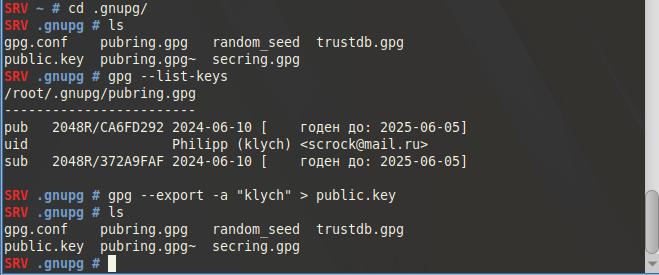 SRV ~ # cd .gnupg/
SRV .gnupg # ls
gpg.conf    pubring.gpg   random_seed  trustdb.gpg
public.key  pubring.gpg~  secring.gpg
SRV .gnupg # gpg --list-keys
/root/.gnupg/pubring.gpg
------------------------
pub   2048R/CA6FD292 2024-06-10 [    годен до: 2025-06-05]
uid                  Philipp (klych) <scrock@mail.ru>
sub   2048R/372A9FAF 2024-06-10 [    годен до: 2025-06-05]
SRV .gnupg # gpg --export -a "klych" > public.key
SRV .gnupg # ls
gpg.conf    pubring.gpg   random_seed  trustdb.gpg
public.key  pubring.gpg~  secring.gpg
SRV .gnupg #